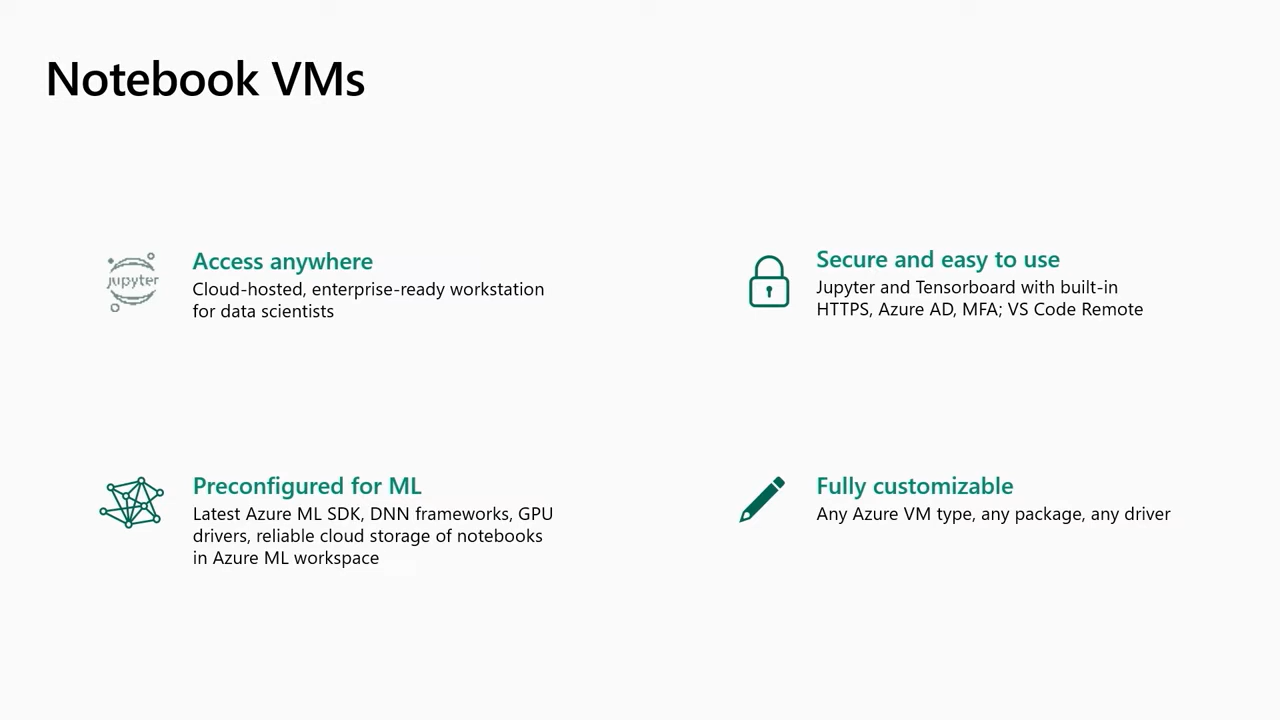 Notebook VMs
jupyter
Access anywhere
Cloud-hosted, enterprise-ready workstation
for data scientists
Secure and easy to use
Jupyter and Tensorboard with built-in
HTTPS, Azure AD, MFA; VS Code Remote
Preconfigured for ML
Latest Azure ML SDK, DNN frameworks, GPU
drivers, reliable cloud storage of notebooks
in Azure ML workspace
Fully customizable
Any Azure VM type, any package, any driver